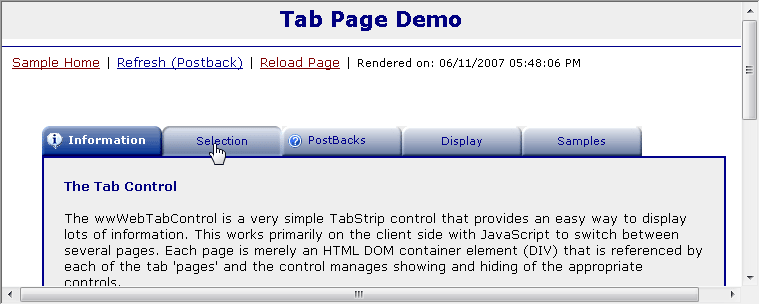 Tab Page Demo
Sample Home | Refresh (Postback) | Reload Page | Rendered on: 06/11/2007 05:48:06 PM
Information Selection PostBacks Display Samples
The Tab Control
The wwWebTabControl is a very simple TabStrip control that provides an easy way to display
lots of information. This works primarily on the client side with JavaScript to switch between
several pages. Each page is merely an HTML DOM container element (DIV) that is referenced by
each of the tab 'pages' and the control manages showing and hiding of the appropriate
controls.